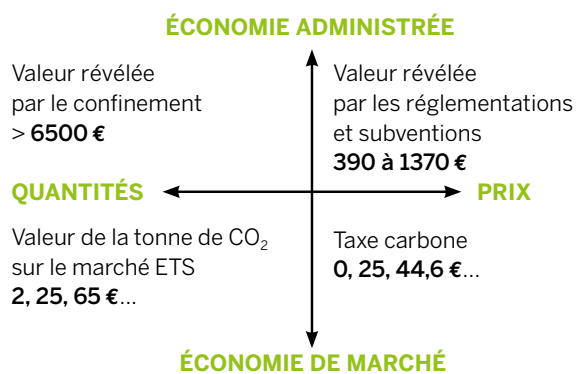 ÉCONOMIE ADMINISTRÉE
Valeur révélée
par le confinement
> 6500 €
Valeur révélée
par les réglementations
et subventions
390 à 1370 €
QUANTITÉS
PRIX
Valeur de la tonne de CO₂
sur le marché ETS
2, 25, 65 €...
Taxe carbone
0, 25, 44,6 €...
ÉCONOMIE DE MARCHÉ